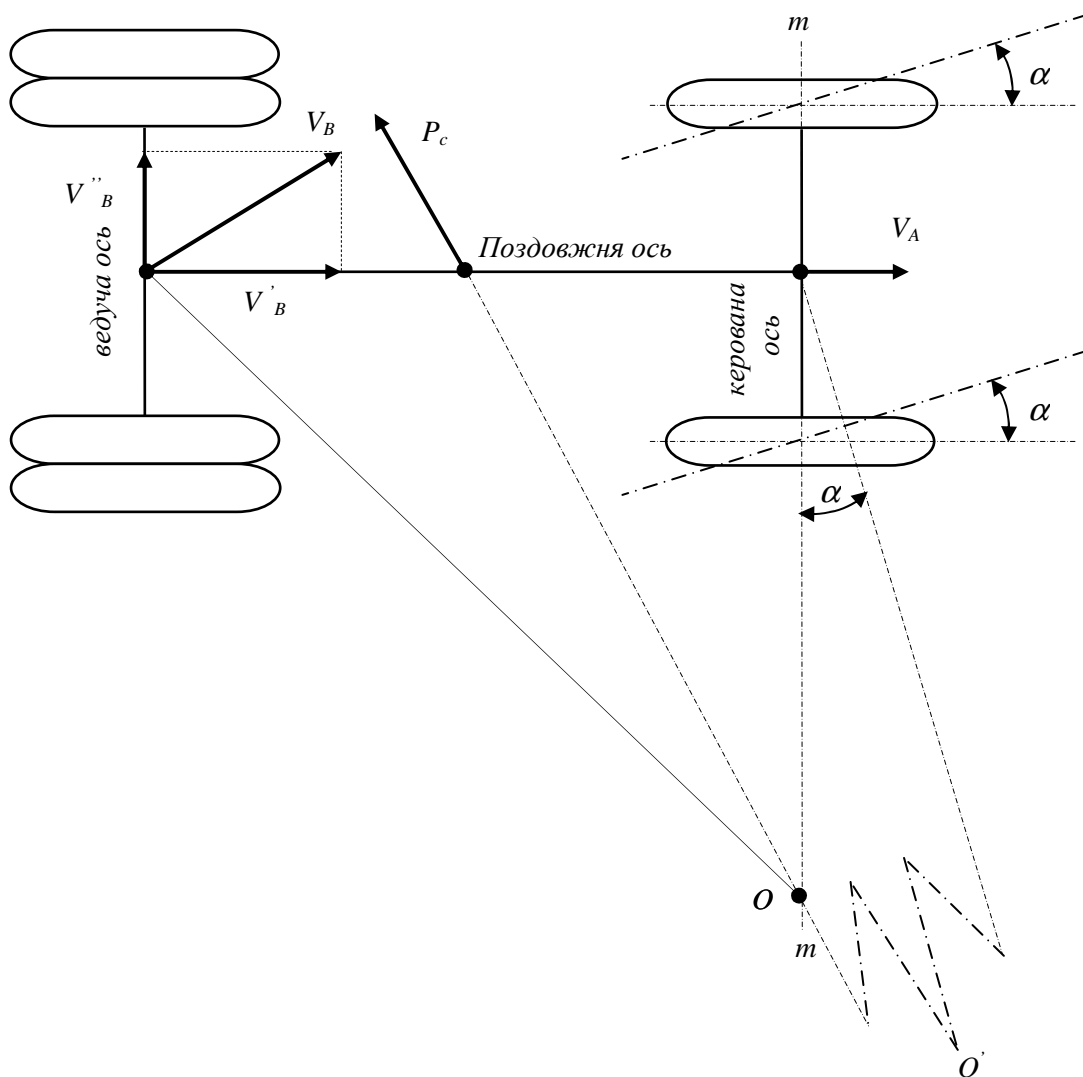 m
α
V_B
P_c
V''_B
V_A
Поздовжня ось
V'_B
ведуча ось
керована
ось
α
α
O
m
O'